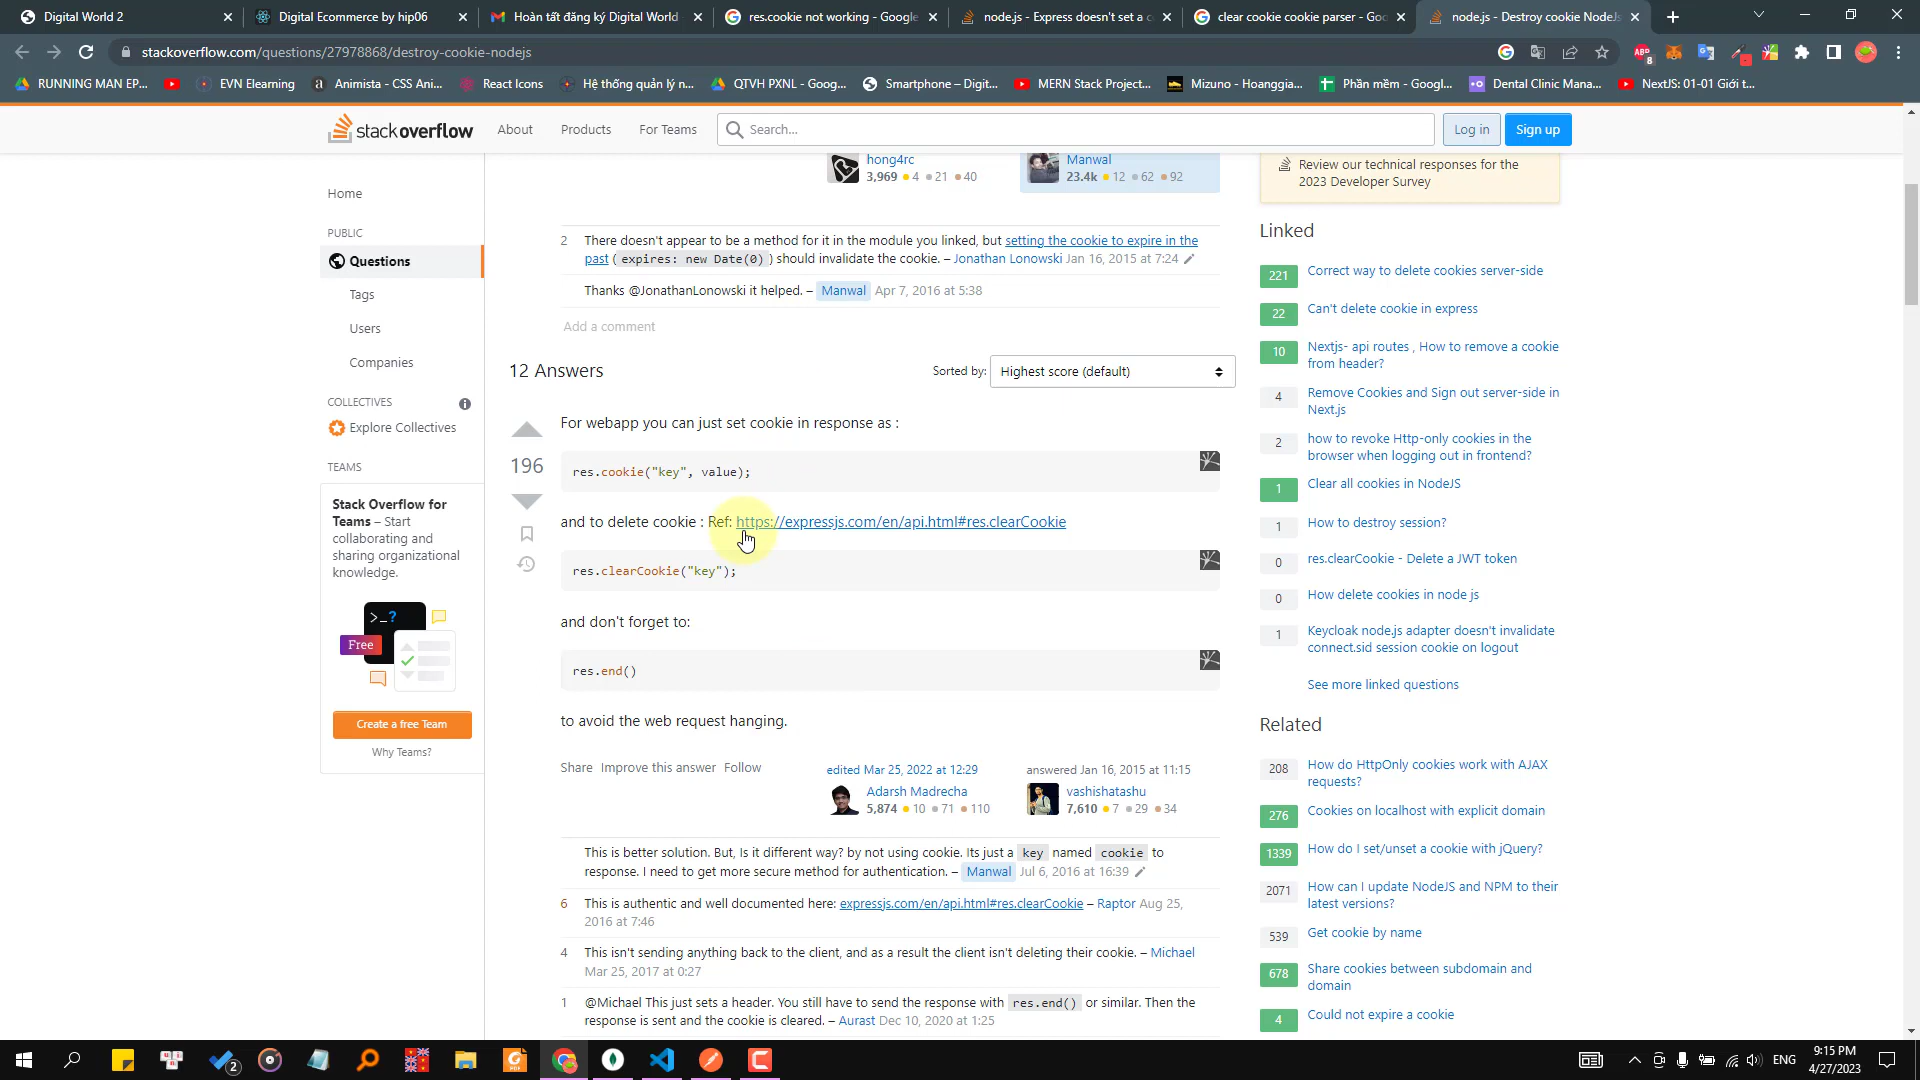 Digital World 2
Digital Ecommerce by hip06
Hoàn tất đăng ký Digital World
res.cookie not working - Google
node.js - Express doesn't set a c
clear cookie cookie parser - Goo
node.js - Destroy cookie NodeJs
stackoverflow.com/questions/27978868/destroy-cookie-nodejs
ABP
8
RUNNING MAN EP...
EVN Elearning
Animista - CSS Ani...
React Icons
Hệ thống quản lý n...
QTVH PXNL - Goog...
Smartphone – Digit...
MERN Stack Project...
Mizuno - Hoanggia...
Phần mềm - Googl...
Dental Clinic Mana...
NextJS: 01-01 Giới t...
stackoverflow
About
Products
For Teams
Search...
Log in
Sign up
Home
PUBLIC
Questions
Tags
Users
Companies
COLLECTIVES
Explore Collectives
TEAMS
Stack Overflow for
Teams – Start
collaborating and
sharing organizational
knowledge.
>_?
Free
Create a free Team
Why Teams?
hong4rc
3,969 4 21 40
Manwal
23.4k 12 62 92
2 There doesn't appear to be a method for it in the module you linked, but setting the cookie to expire in the
past ( expires: new Date(0) ) should invalidate the cookie. – Jonathan Lonowski Jan 16, 2015 at 7:24
Thanks @JonathanLonowski it helped. – Manwal Apr 7, 2016 at 5:38
Add a comment
12 Answers
Sorted by:
Highest score (default)
196
For webapp you can just set cookie in response as :
res.cookie("key", value);
and to delete cookie : Ref: https://expressjs.com/en/api.html#res.clearCookie
res.clearCookie("key");
and don't forget to:
res.end()
to avoid the web request hanging.
Share Improve this answer Follow
edited Mar 25, 2022 at 12:29
Adarsh Madrecha
5,874 10 71 110
answered Jan 16, 2015 at 11:15
vashishatashu
7,610 7 29 34
This is better solution. But, Is it different way? by not using cookie. Its just a key named cookie to
response. I need to get more secure method for authentication. – Manwal Jul 6, 2016 at 16:39
6 This is authentic and well documented here: expressjs.com/en/api.html#res.clearCookie – Raptor Aug 25,
2016 at 7:46
4 This isn't sending anything back to the client, and as a result the client isn't deleting their cookie. – Michael
Mar 25, 2017 at 0:27
1 @Michael This just sets a header. You still have to send the response with res.end() or similar. Then the
response is sent and the cookie is cleared. – Aurast Dec 10, 2020 at 1:25
Review our technical responses for the
2023 Developer Survey
Linked
221 Correct way to delete cookies server-side
22 Can't delete cookie in express
10 Nextjs- api routes , How to remove a cookie
from header?
4 Remove Cookies and Sign out server-side in
Next.js
2 how to revoke Http-only cookies in the
browser when logging out in frontend?
1 Clear all cookies in NodeJS
1 How to destroy session?
0 res.clearCookie - Delete a JWT token
0 How delete cookies in node js
1 Keycloak node.js adapter doesn't invalidate
connect.sid session cookie on logout
See more linked questions
Related
208 How do HttpOnly cookies work with AJAX
requests?
276 Cookies on localhost with explicit domain
1339 How do I set/unset a cookie with jQuery?
2071 How can I update NodeJS and NPM to their
latest versions?
539 Get cookie by name
678 Share cookies between subdomain and
domain
4 Could not expire a cookie
2
ENG
9:15 PM
4/27/2023